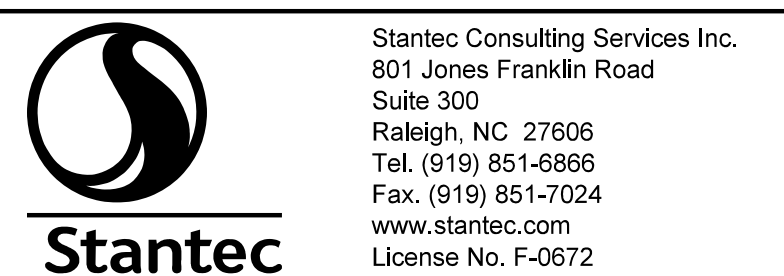 Stantec
Stantec Consulting Services Inc.
801 Jones Franklin Road
Suite 300
Raleigh, NC  27606
Tel. (919) 851-6866
Fax. (919) 851-7024
www.stantec.com
License No. F-0672